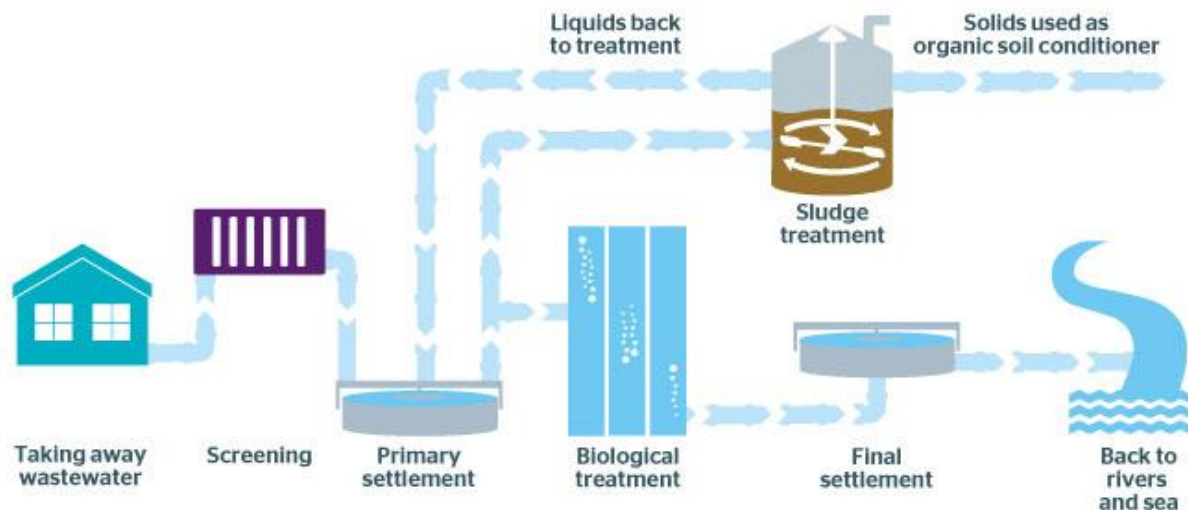 Liquids back
to treatment
Solids used as
organic soil conditioner
Sludge
treatment
Taking away
wastewater
Screening
Primary
settlement
Biological
treatment
Final
settlement
Back to
rivers
and sea